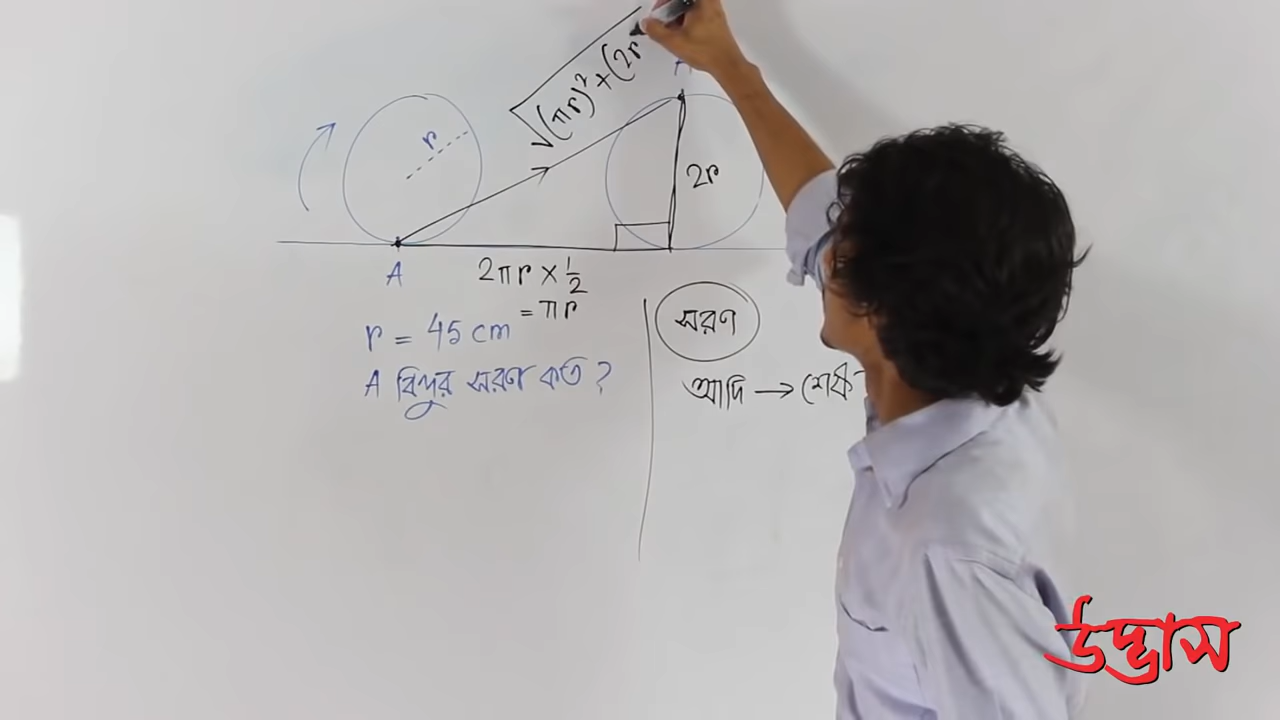 √(πr)² + (2r
r
2r
A
A
2πr × 1/2
= πr
r = 45 cm
A বিন্দুর সরণ কত ?
সরণ
আদি → শেষ
উদ্ভাস